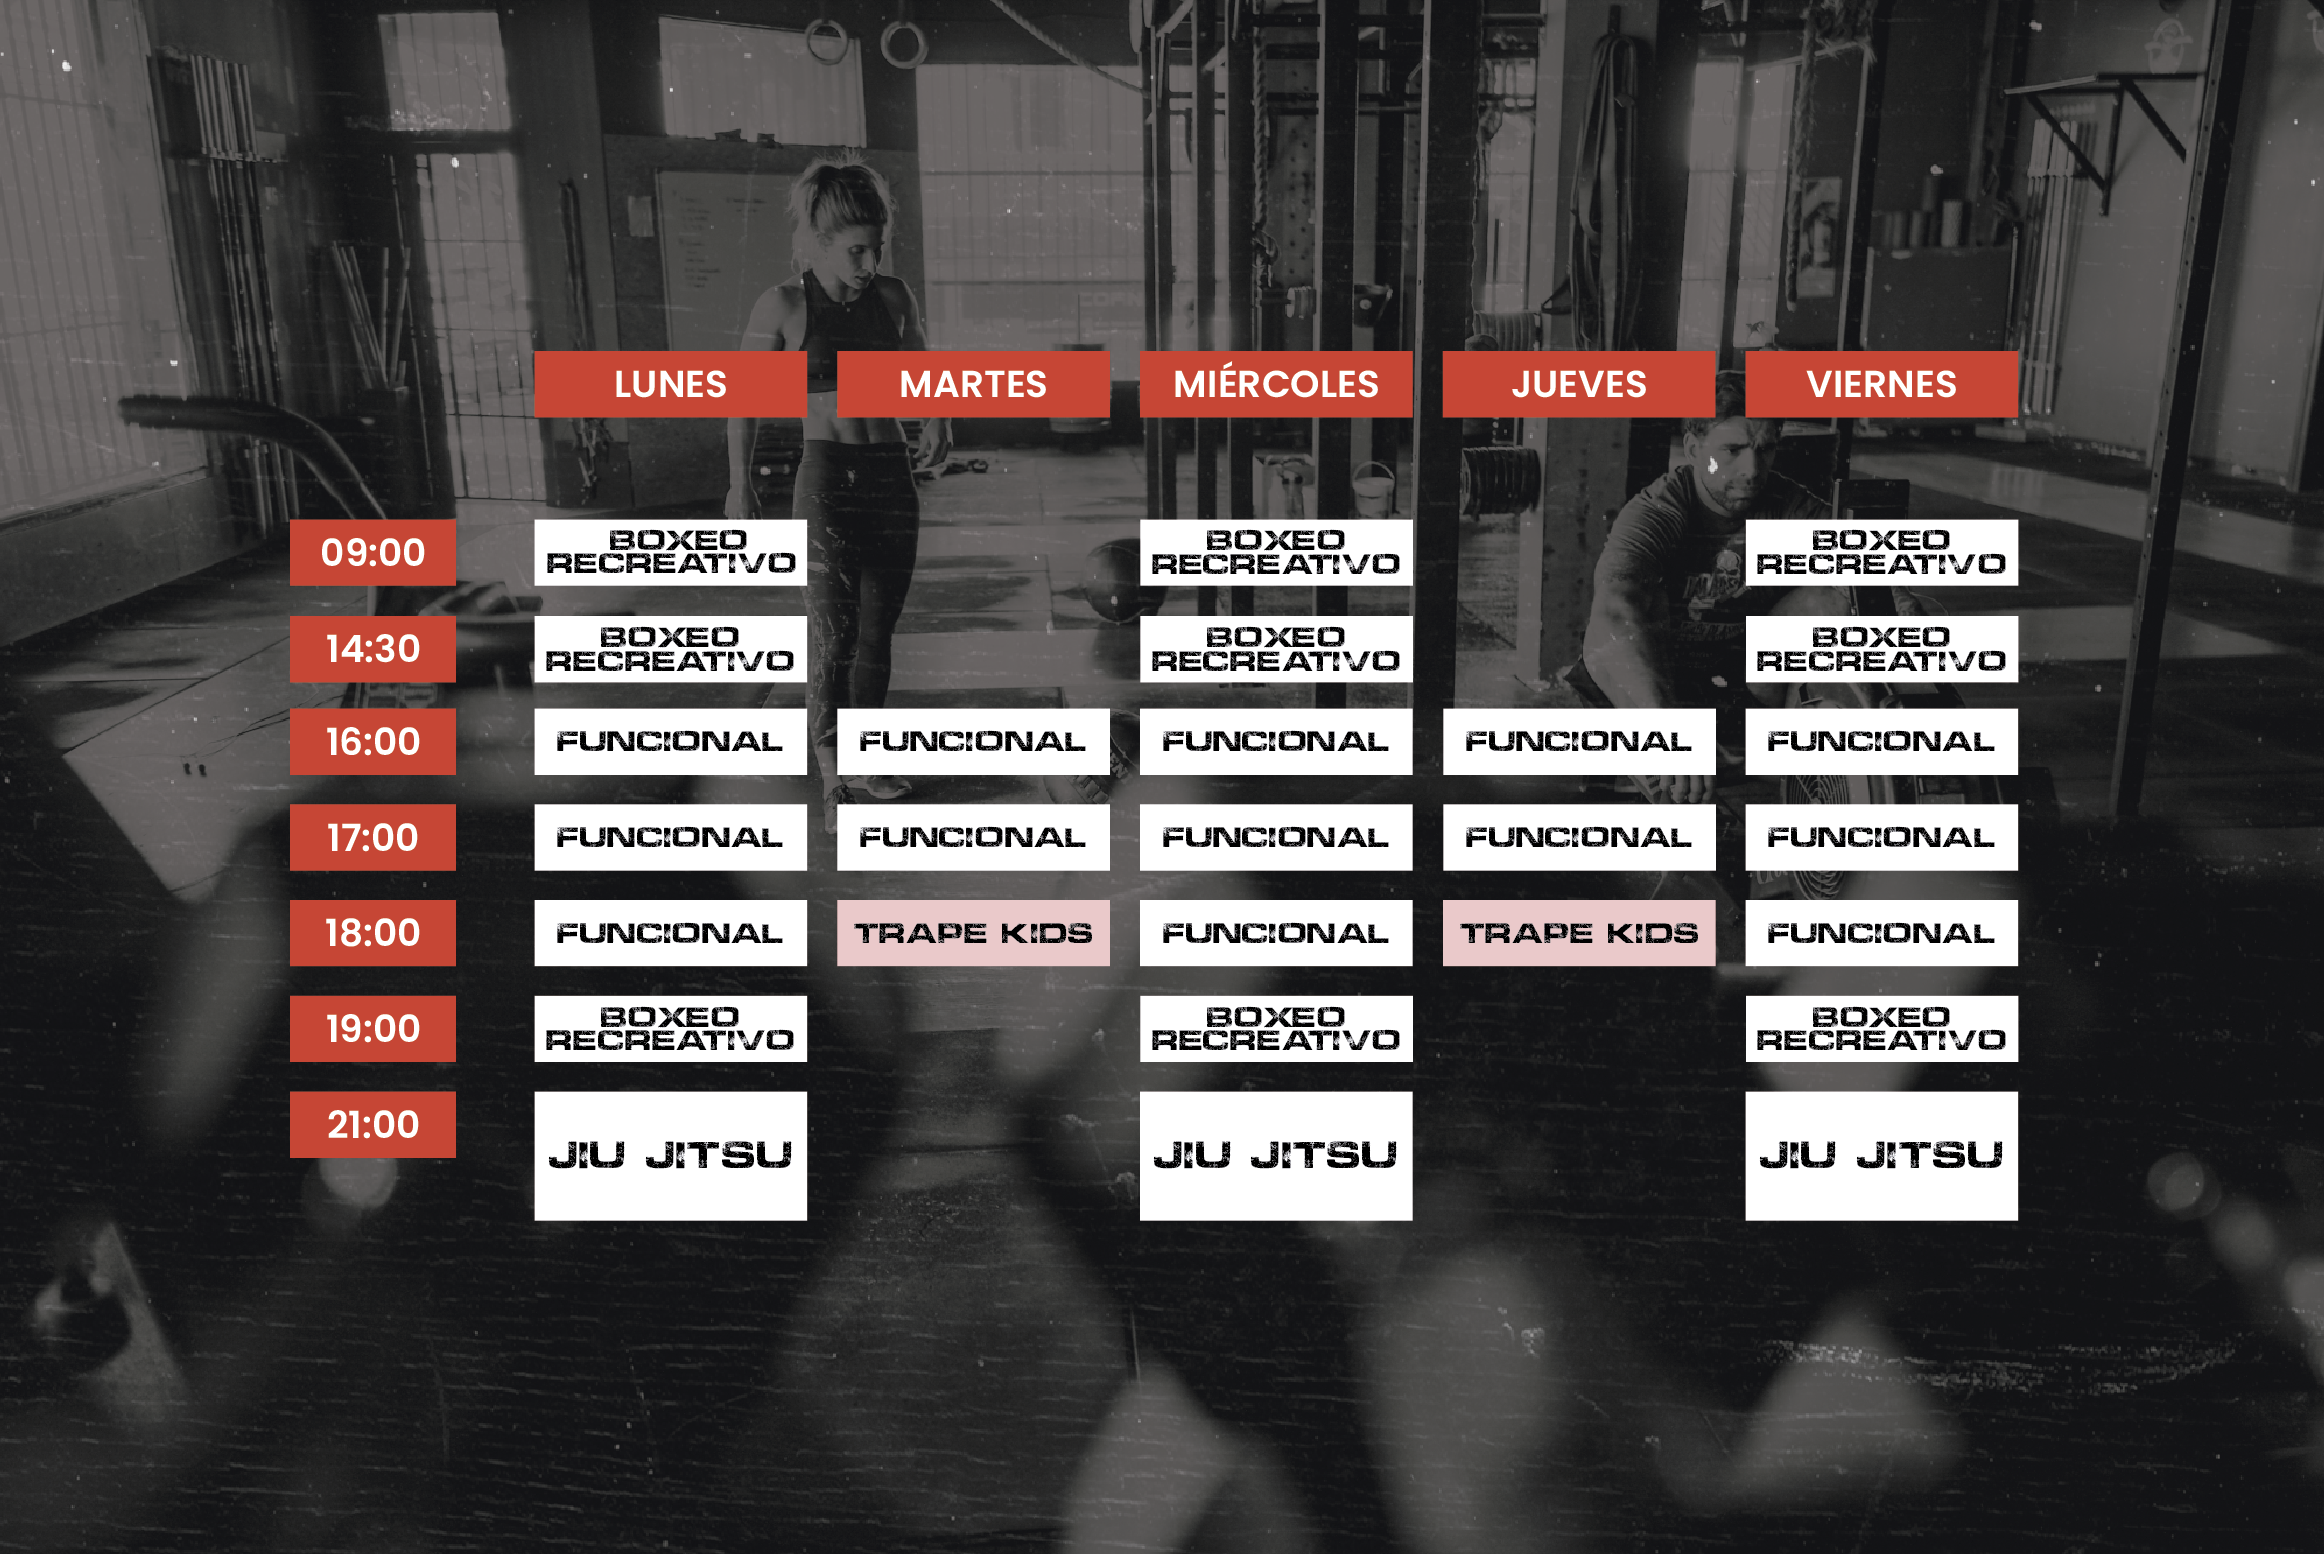 LUNES MARTES MIÉRCOLES JUEVES VIERNES
09:00
BOXEO
RECREATIVO
BOXEO
RECREATIVO
BOXEO
RECREATIVO
14:30
BOXEO
RECREATIVO
BOXEO
RECREATIVO
BOXEO
RECREATIVO
16:00 FUNCIONAL FUNCIONAL FUNCIONAL FUNCIONAL FUNCIONAL
17:00 FUNCIONAL FUNCIONAL FUNCIONAL FUNCIONAL FUNCIONAL
18:00 FUNCIONAL TRAPE KIDS FUNCIONAL TRAPE KIDS FUNCIONAL
19:00
BOXEO
RECREATIVO
BOXEO
RECREATIVO
BOXEO
RECREATIVO
21:00
JIU JITSU JIU JITSU JIU JITSU